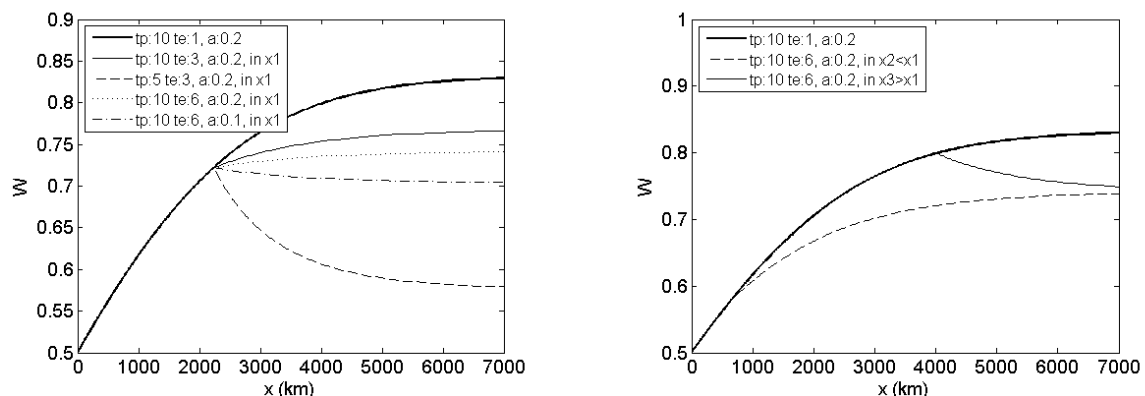 0.9
0.85
0.8
0.75
0.7
0.65
0.6
0.55
0.5
W
tp:10 te:1, a:0.2
tp:10 te:3, a:0.2, in x1
tp:5 te:3, a:0.2, in x1
tp:10 te:6, a:0.2, in x1
tp:10 te:6, a:0.1, in x1
0 1000 2000 3000 4000 5000 6000 7000
x (km)
1
0.9
0.8
0.7
0.6
0.5
W
tp:10 te:1, a:0.2
tp:10 te:6, a:0.2, in x2<x1
tp:10 te:6, a:0.2, in x3>x1
0 1000 2000 3000 4000 5000 6000 7000
x (km)